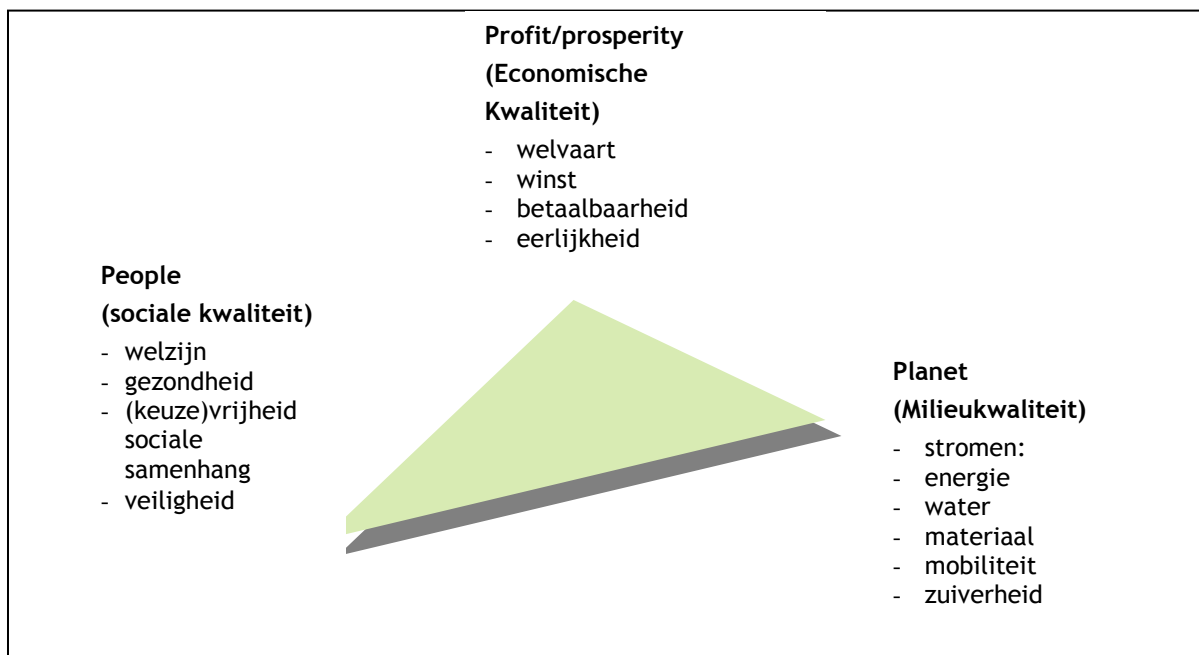 Profit/prosperity
(Economische
Kwaliteit)
- welvaart
- winst
- betaalbaarheid
- eerlijkheid
People
(sociale kwaliteit)
- welzijn
- gezondheid
- (keuze)vrijheid
sociale
samenhang
- veiligheid
Planet
(Milieukwaliteit)
- stromen:
- energie
- water
- materiaal
- mobiliteit
- zuiverheid